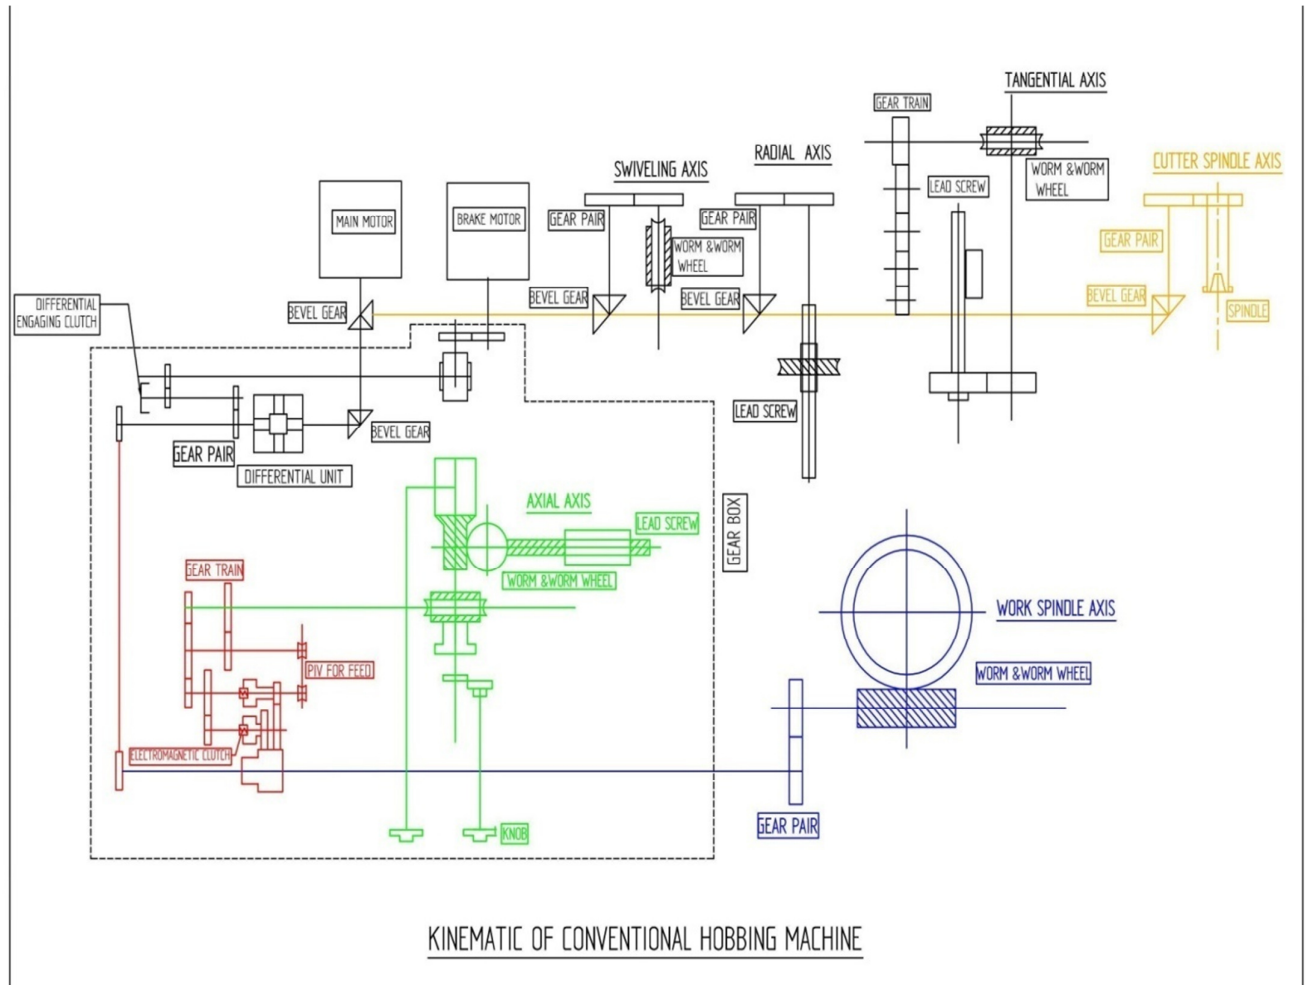 TANGENTIAL AXIS
GEAR TRAIN
RADIAL AXIS
CUTTER SPINDLE AXIS
SWIVELING AXIS
WORM &WORM
WHEEL
LEAD SCREW
MAIN MOTOR
BRAKE MOTOR
GEAR PAIR
GEAR PAIR
GEAR PAIR
WORM &WORM
WHEEL
DIFFERENTIAL
ENGAGING CLUTCH
BEVEL GEAR
BEVEL GEAR
BEVEL GEAR
BEVEL GEAR
SPINDLE
LEAD SCREW
BEVEL GEAR
GEAR PAIR
DIFFERENTIAL UNIT
AXIAL AXIS
LEAD SCREW
GEAR BOX
GEAR TRAIN
WORM &WORM WHEEL
WORK SPINDLE AXIS
PIV FOR FEED
WORM &WORM WHEEL
ELECTROMAGNETIC CLUTCH
KNOB
GEAR PAIR
KINEMATIC OF CONVENTIONAL HOBBING MACHINE